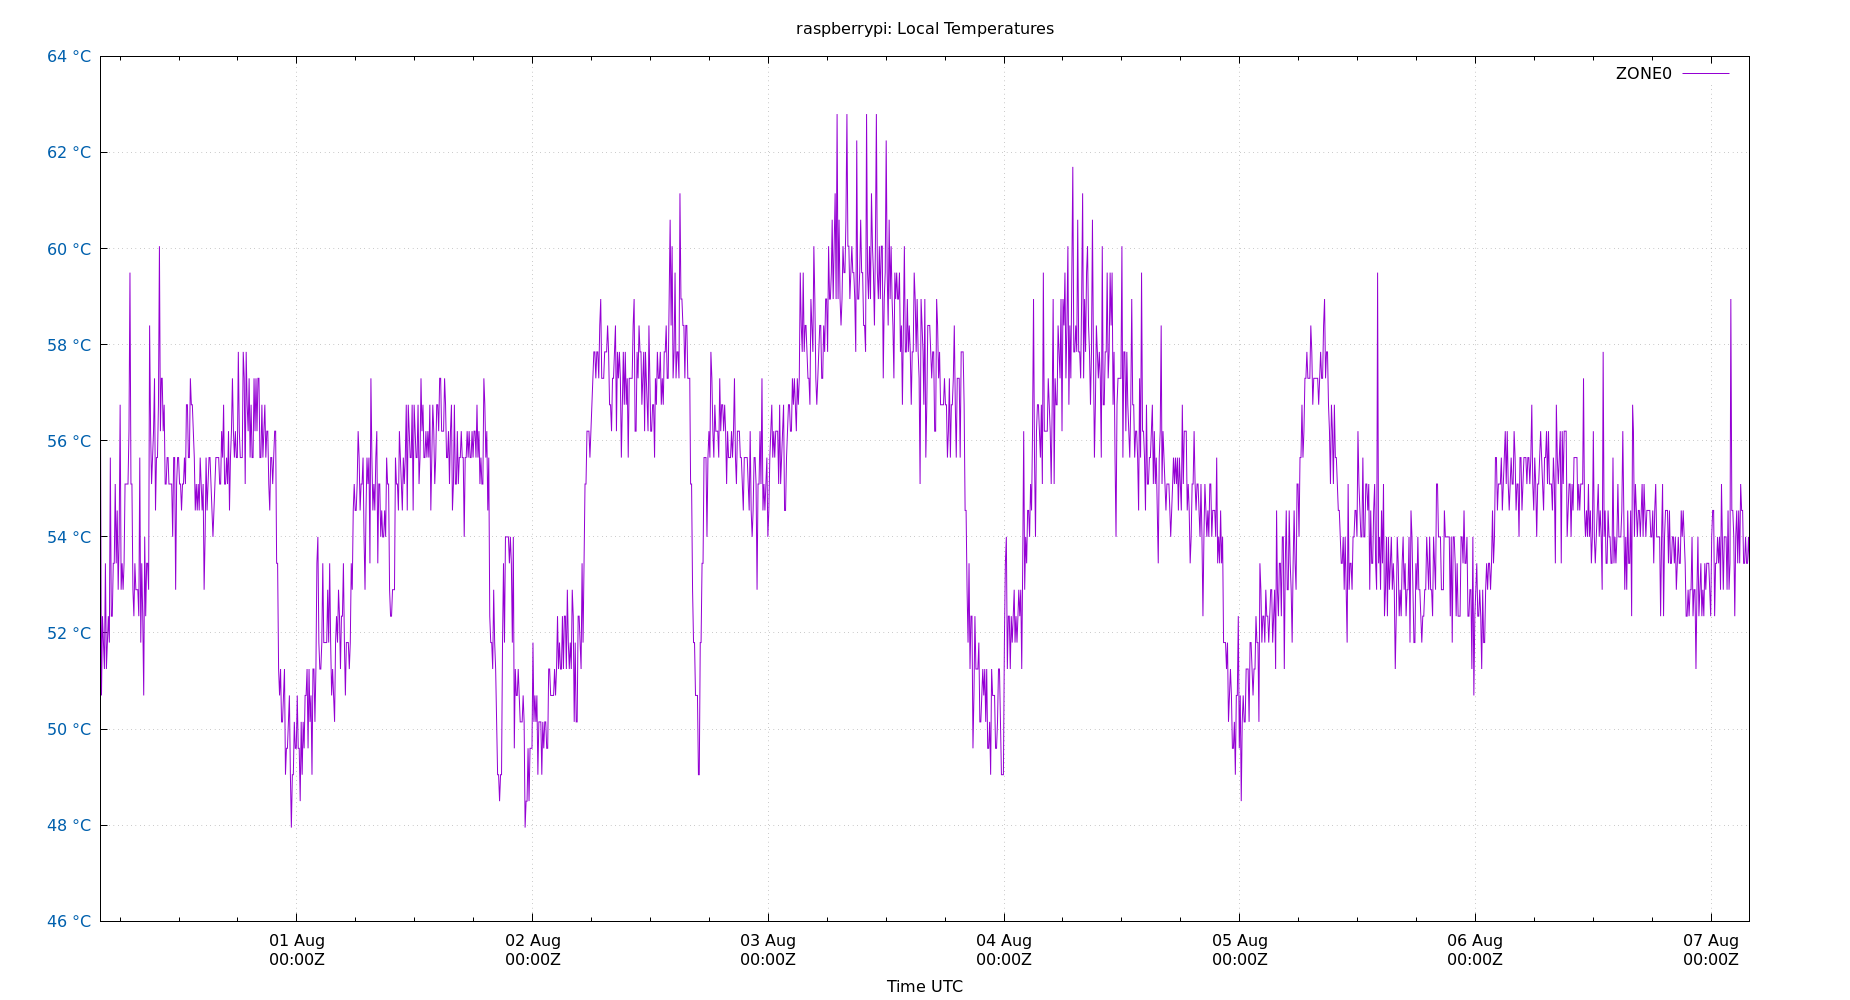 raspberrypi: Local Temperatures
64 °C
ZONE0
62 °C
60 °C
58 °C
56 °C
54 °C
52 °C
50 °C
48 °C
46 °C
01 Aug 02 Aug 03 Aug 04 Aug 05 Aug 06 Aug 07 Aug
00:00Z 00:00Z 00:00Z 00:00Z 00:00Z 00:00Z 00:00Z
Time UTC